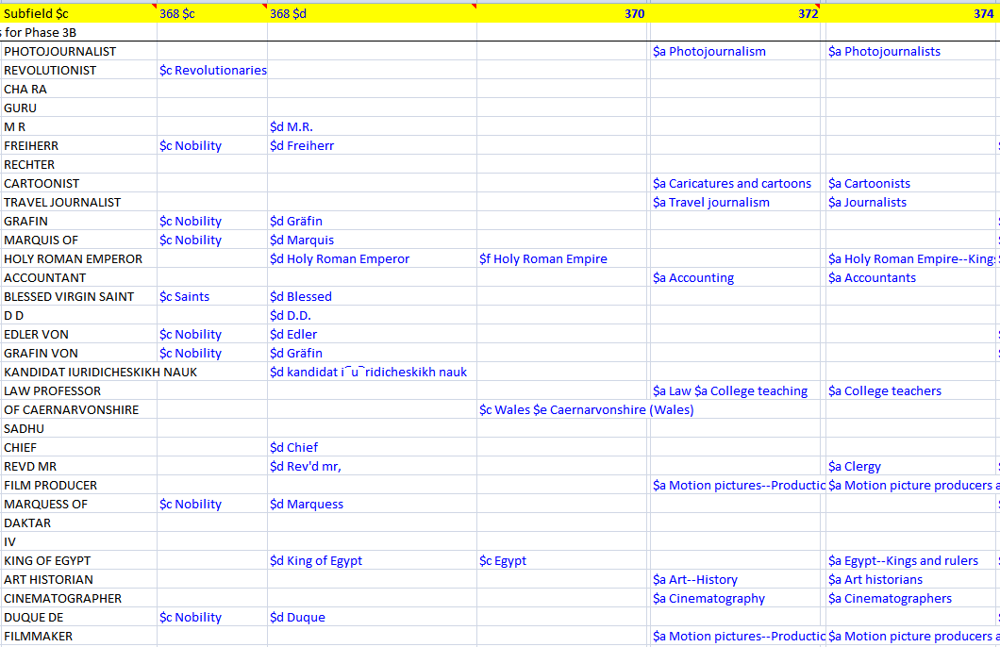 Subfield $c 368 $c 368 $d 370 372 374
s for Phase 3B
PHOTOJOURNALIST $a Photojournalism $a Photojournalists
REVOLUTIONIST $c Revolutionaries
CHA RA
GURU
M R $d M.R.
FREIHERR $c Nobility $d Freiherr
RECHTER
CARTOONIST $a Caricatures and cartoons $a Cartoonists
TRAVEL JOURNALIST $a Travel journalism $a Journalists
GRAFIN $c Nobility $d Gräfin
MARQUIS OF $c Nobility $d Marquis
HOLY ROMAN EMPEROR $d Holy Roman Emperor $f Holy Roman Empire $a Holy Roman Empire--Kings
ACCOUNTANT $a Accounting $a Accountants
BLESSED VIRGIN SAINT $c Saints $d Blessed
D D $d D.D.
EDLER VON $c Nobility $d Edler
GRAFIN VON $c Nobility $d Gräfin
KANDIDAT IURIDICHESKIKH NAUK $d kandidat i͡u͡ridicheskikh nauk
LAW PROFESSOR $a Law $a College teaching $a College teachers
OF CAERNARVONSHIRE $c Wales $e Caernarvonshire (Wales)
SADHU
CHIEF $d Chief
REVD MR $d Rev'd mr, $a Clergy
FILM PRODUCER $a Motion pictures--Productic $a Motion picture producers a
MARQUESS OF $c Nobility $d Marquess
DAKTAR
IV
KING OF EGYPT $d King of Egypt $c Egypt $a Egypt--Kings and rulers
ART HISTORIAN $a Art--History $a Art historians
CINEMATOGRAPHER $a Cinematography $a Cinematographers
DUQUE DE $c Nobility $d Duque
FILMMAKER $a Motion pictures--Productic $a Motion picture producers a